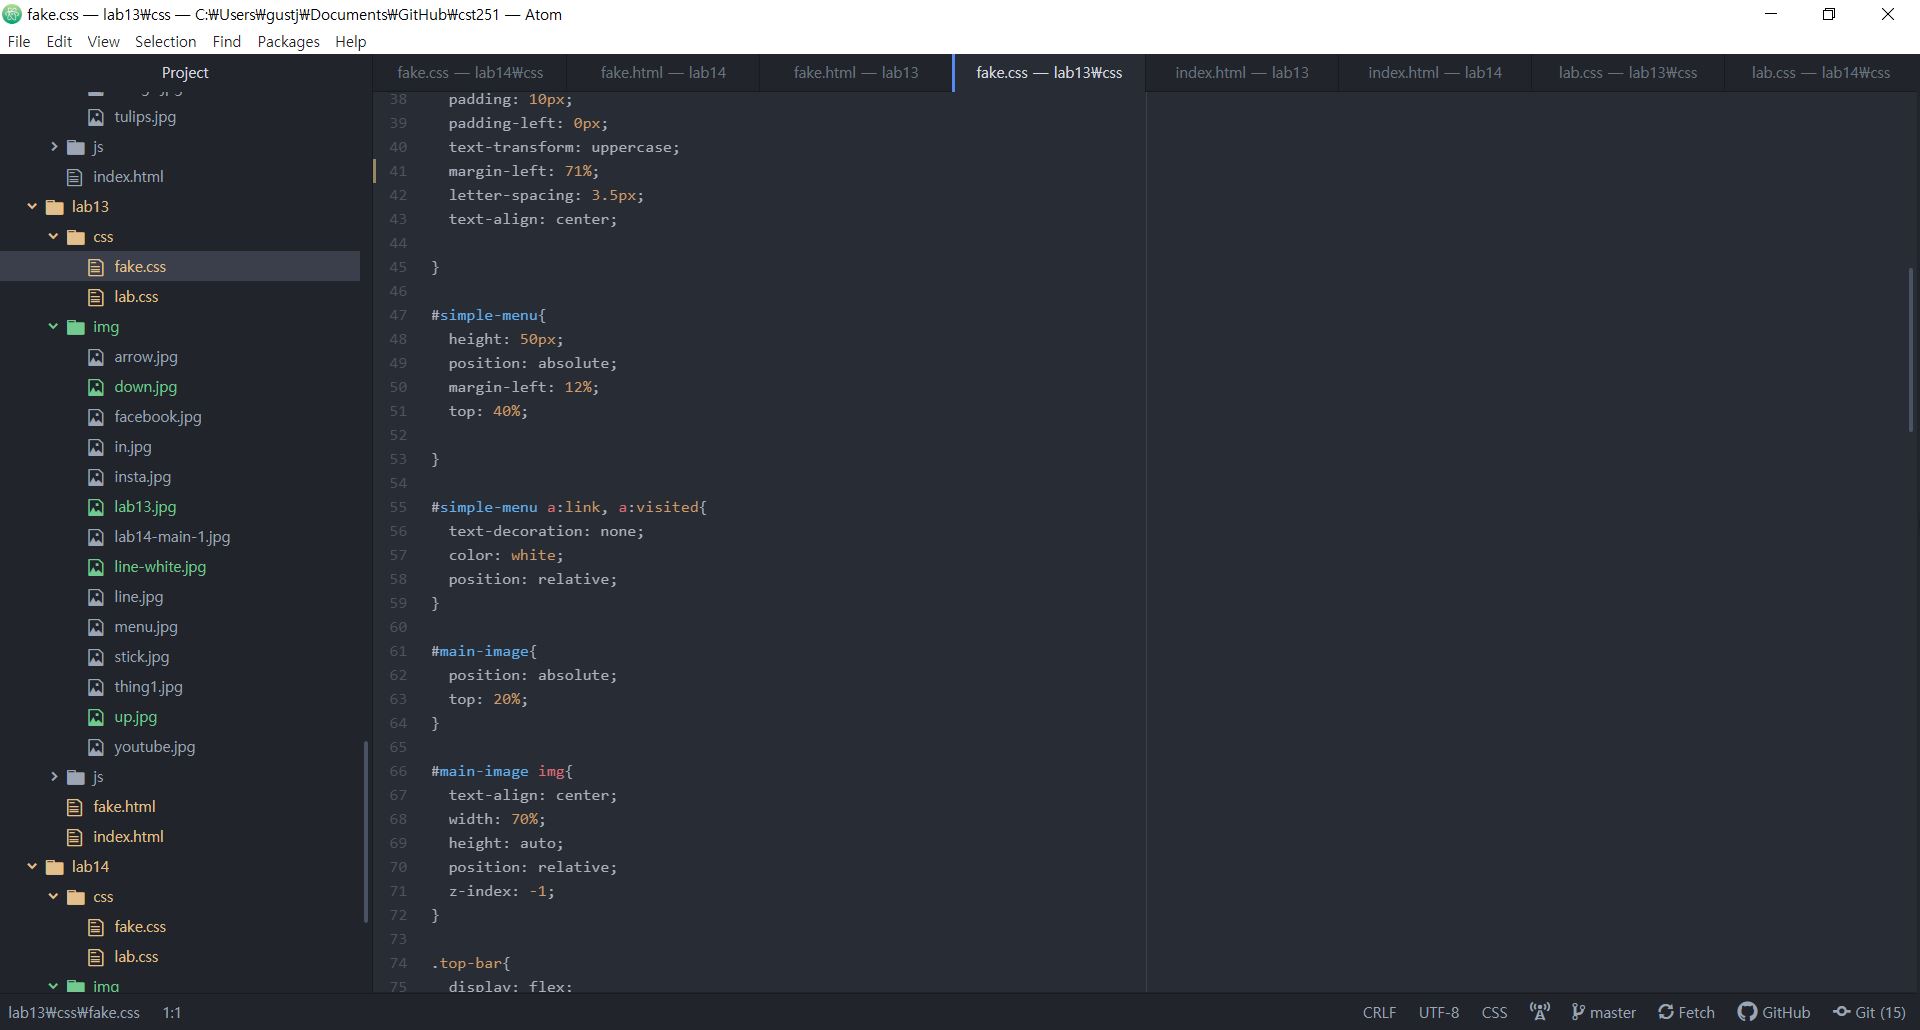 fake.css — lab13₩css — C:₩Users₩gustj₩Documents₩GitHub₩cst251 — Atom
File Edit View Selection Find Packages Help
Project
tulips.jpg
js
index.html
lab13
css
fake.css
lab.css
img
arrow.jpg
down.jpg
facebook.jpg
in.jpg
insta.jpg
lab13.jpg
lab14-main-1.jpg
line-white.jpg
line.jpg
menu.jpg
stick.jpg
thing1.jpg
up.jpg
youtube.jpg
js
fake.html
index.html
lab14
css
fake.css
lab.css
img
fake.css — lab14₩css fake.html — lab14 fake.html — lab13 fake.css — lab13₩css index.html — lab13 index.html — lab14 lab.css — lab13₩css lab.css — lab14₩css
38 padding: 10px;
39 padding-left: 0px;
40 text-transform: uppercase;
41 margin-left: 71%;
42 letter-spacing: 3.5px;
43 text-align: center;
44
45 }
46
47 #simple-menu{
48 height: 50px;
49 position: absolute;
50 margin-left: 12%;
51 top: 40%;
52
53 }
54
55 #simple-menu a:link, a:visited{
56 text-decoration: none;
57 color: white;
58 position: relative;
59 }
60
61 #main-image{
62 position: absolute;
63 top: 20%;
64 }
65
66 #main-image img{
67 text-align: center;
68 width: 70%;
69 height: auto;
70 position: relative;
71 z-index: -1;
72 }
73
74 .top-bar{
75 display: flex;
lab13₩css₩fake.css 1:1 CRLF UTF-8 CSS master Fetch GitHub Git (15)